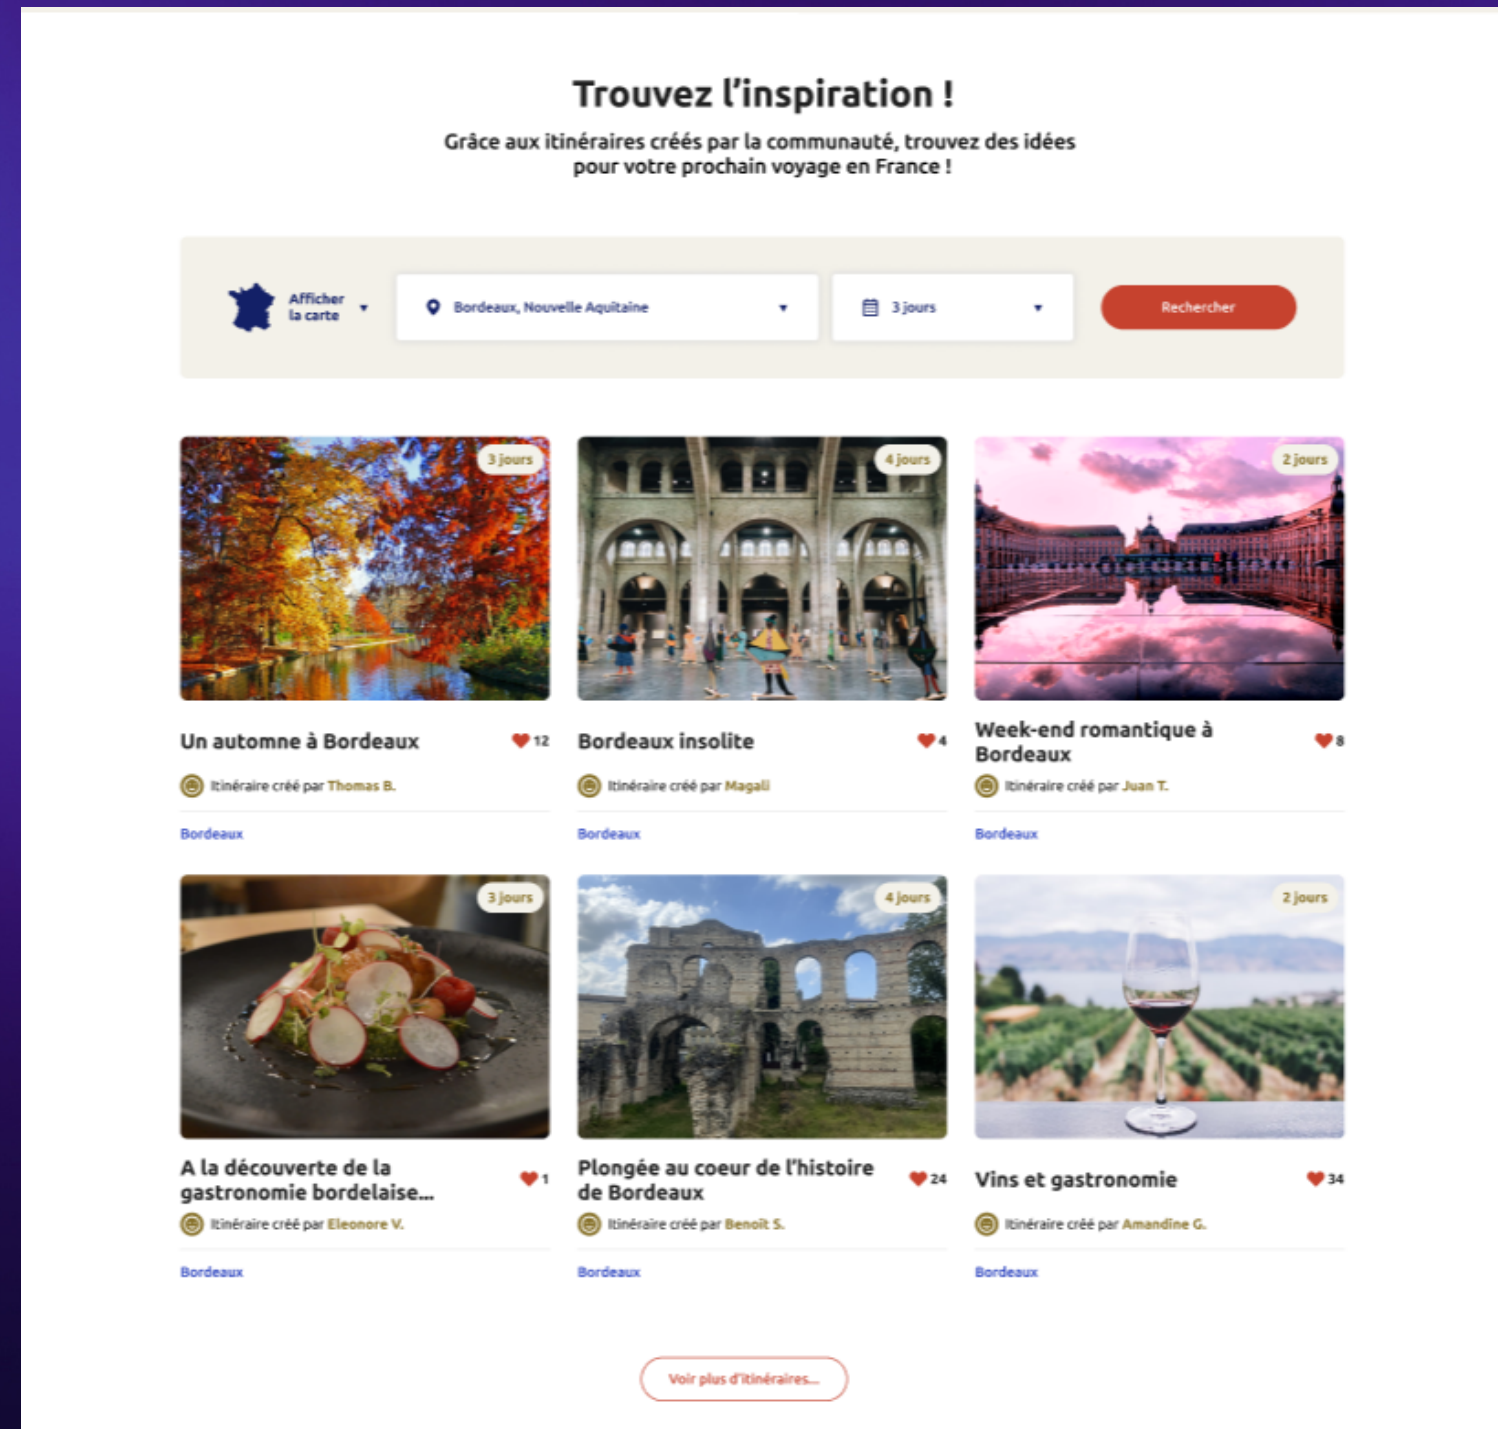 Trouvez l'inspiration !
Grâce aux itinéraires créés par la communauté, trouvez des idées
pour votre prochain voyage en France !
Afficher
la carte
Bordeaux, Nouvelle Aquitaine
3 jours
Rechercher
3 jours
4 jours
2 jours
Un automne à Bordeaux
12
Itinéraire créé par Thomas B.
Bordeaux
Bordeaux insolite
4
Itinéraire créé par Magali
Bordeaux
Week-end romantique à
Bordeaux
8
Itinéraire créé par Juan T.
Bordeaux
3 jours
4 jours
2 jours
A la découverte de la
gastronomie bordelaise...
1
Itinéraire créé par Eleonore V.
Bordeaux
Plongée au coeur de l'histoire
de Bordeaux
24
Itinéraire créé par Benoît S.
Bordeaux
Vins et gastronomie
34
Itinéraire créé par Amandine G.
Bordeaux
Voir plus d'itinéraires...